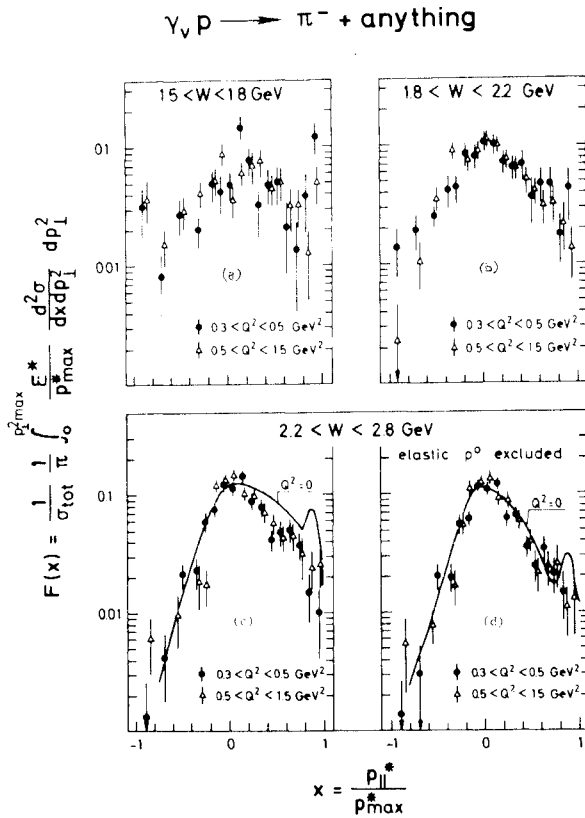 γᵥ p → π⁻ + anything
1.5 < W < 1.8 GeV
1.8 < W < 2.2 GeV
0.1
0.01
(a)
(b)
0.3 < Q² < 0.5 GeV²
0.5 < Q² < 1.5 GeV²
0.3 < Q² < 0.5 GeV²
0.5 < Q² < 1.5 GeV²
F(x) = 1/σ_tot 1/π ∫₀^{p⊥²max} E*/p*max d²σ/dxdp⊥² dp⊥²
2.2 < W < 2.8 GeV
elastic ρ⁰ excluded
Q²=0
Q²=0
0.1
0.01
(c)
(d)
0.3 < Q² < 0.5 GeV²
0.5 < Q² < 1.5 GeV²
0.3 < Q² < 0.5 GeV²
0.5 < Q² < 1.5 GeV²
-1 0 1 -1 0 1
x = p∥*/p*max